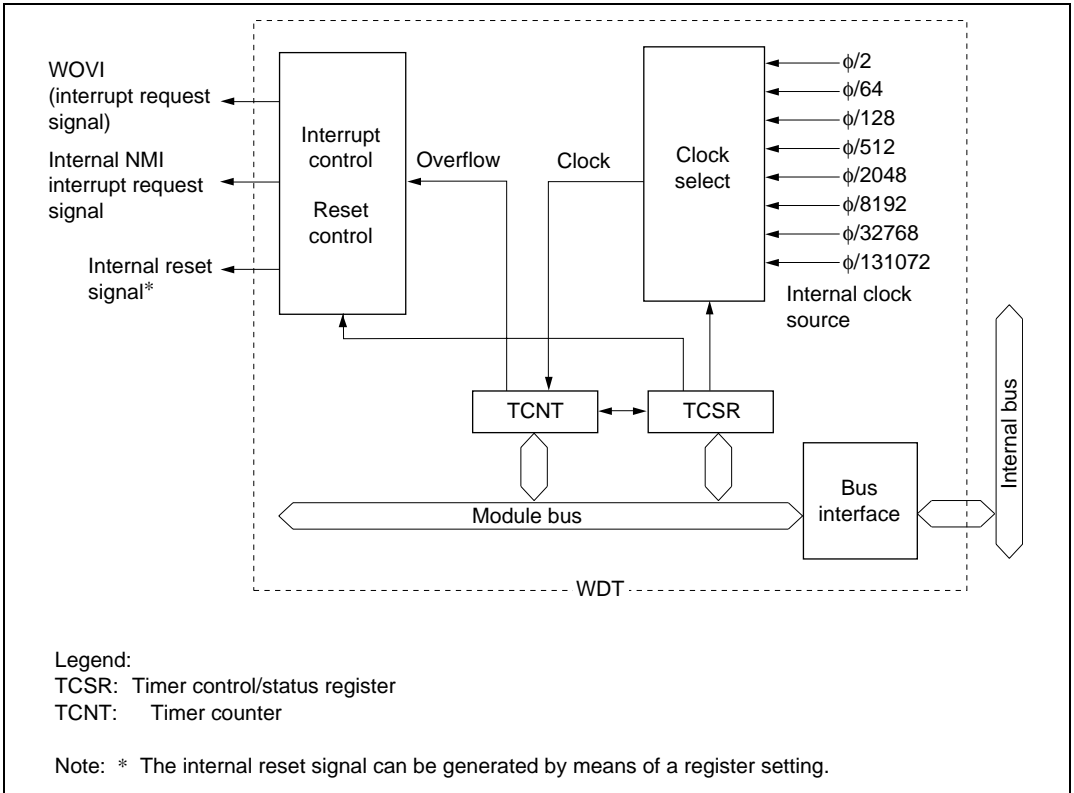 WOVI
(interrupt request
signal)
Internal NMI
interrupt request
signal
Internal reset
signal*
Interrupt
control
Reset
control
Overflow
Clock
Clock
select
ϕ/2
ϕ/64
ϕ/128
ϕ/512
ϕ/2048
ϕ/8192
ϕ/32768
ϕ/131072
Internal clock
source
TCNT
TCSR
Module bus
Bus
interface
Internal bus
WDT
Legend:
TCSR: Timer control/status register
TCNT: Timer counter
Note: * The internal reset signal can be generated by means of a register setting.